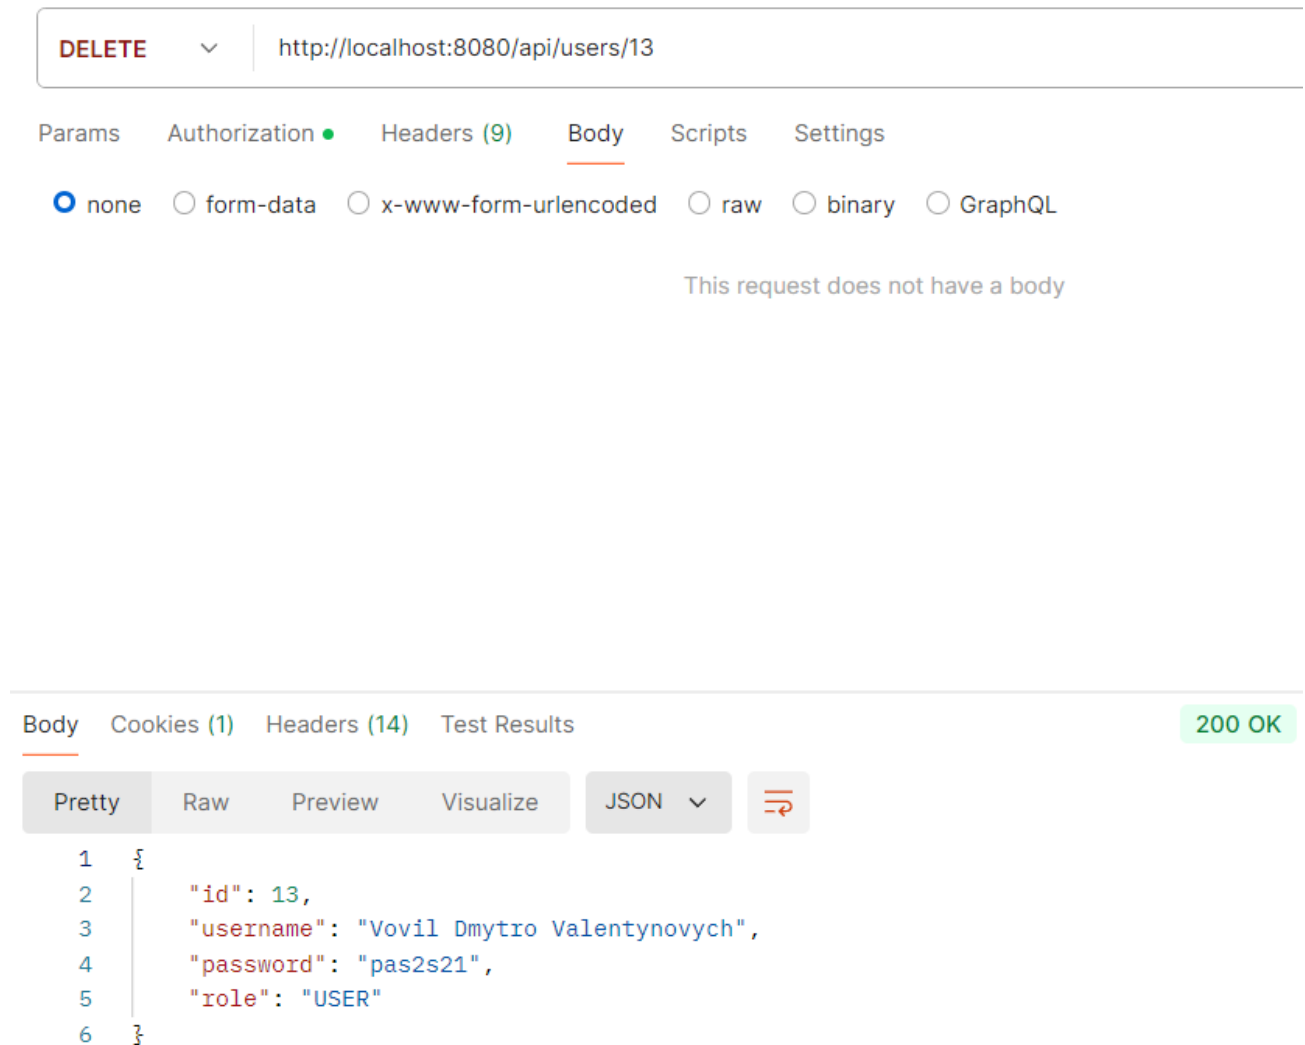 DELETE http://localhost:8080/api/users/13
Params Authorization Headers (9) Body Scripts Settings
none form-data x-www-form-urlencoded raw binary GraphQL
This request does not have a body
Body Cookies (1) Headers (14) Test Results 200 OK
Pretty Raw Preview Visualize JSON
1 {
2 "id": 13,
3 "username": "Vovil Dmytro Valentynovych",
4 "password": "pas2s21",
5 "role": "USER"
6 }